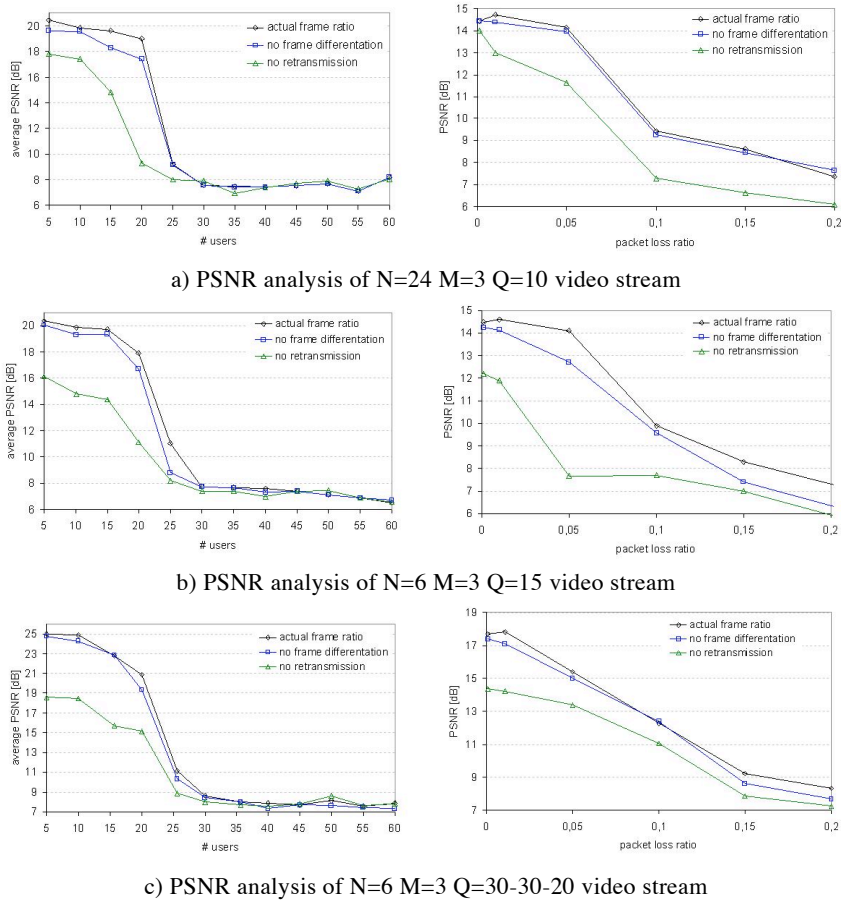 20
18
16
14
12
10
8
6
5 10 15 20 25 30 35 40 45 50 55 60
average PSNR [dB]
# users
actual frame ratio
no frame differentation
no retransmission
15
14
13
12
11
10
9
8
7
6
0 0,05 0,1 0,15 0,2
PSNR [dB]
packet loss ratio
actual frame ratio
no frame differentation
no retransmission
a) PSNR analysis of N=24 M=3 Q=10 video stream
20
18
16
14
12
10
8
6
5 10 15 20 25 30 35 40 45 50 55 60
average PSNR [dB]
# users
actual frame ratio
no frame differentation
no retransmission
15
14
13
12
11
10
9
8
7
6
0 0,05 0,1 0,15 0,2
PSNR [dB]
packet loss ratio
actual frame ratio
no frame differentation
no retransmission
b) PSNR analysis of N=6 M=3 Q=15 video stream
25
23
21
19
17
15
13
11
9
7
5 10 15 20 25 30 35 40 45 50 55 60
average PSNR [dB]
# users
actual frame ratio
no frame differentation
no retransmission
19
17
15
13
11
9
7
0 0,05 0,1 0,15 0,2
PSNR [dB]
packet loss ratio
actual frame ratio
no frame differentation
no retransmission
c) PSNR analysis of N=6 M=3 Q=30-30-20 video stream